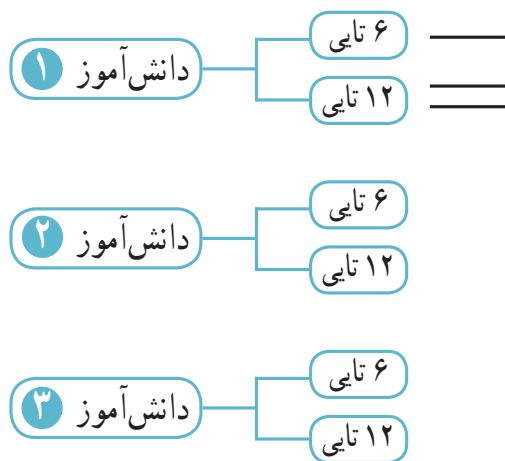 ۶ تایی
دانش‌آموز ۱
۱۲ تایی
۶ تایی
دانش‌آموز ۲
۱۲ تایی
۶ تایی
دانش‌آموز ۳
۱۲ تایی